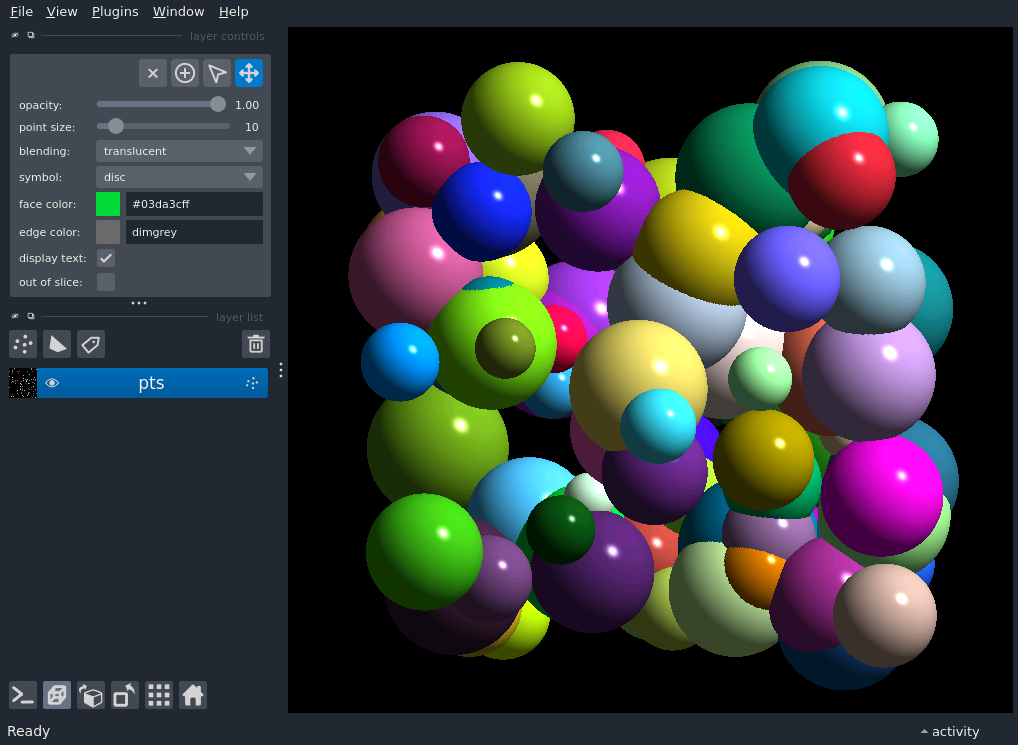 File View Plugins Window Help
layer controls
opacity: 1.00
point size: 10
blending: translucent
symbol: disc
face color: #03da3cff
edge color: dimgrey
display text:
out of slice:
layer list
pts
Ready
activity